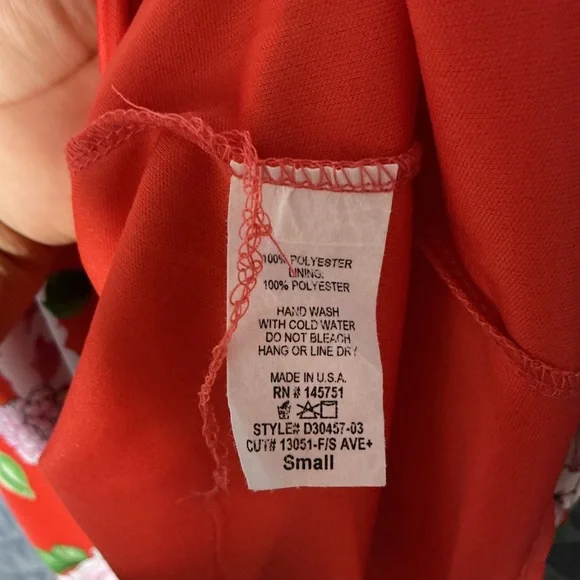 100% POLYESTER
LINING:
100% POLYESTER
HAND WASH
WITH COLD WATER
DO NOT BLEACH
HANG OR LINE DRY
MADE IN U.S.A.
RN # 145751
STYLE# D30457-03
CUT# 13051-F/S AVE+
Small